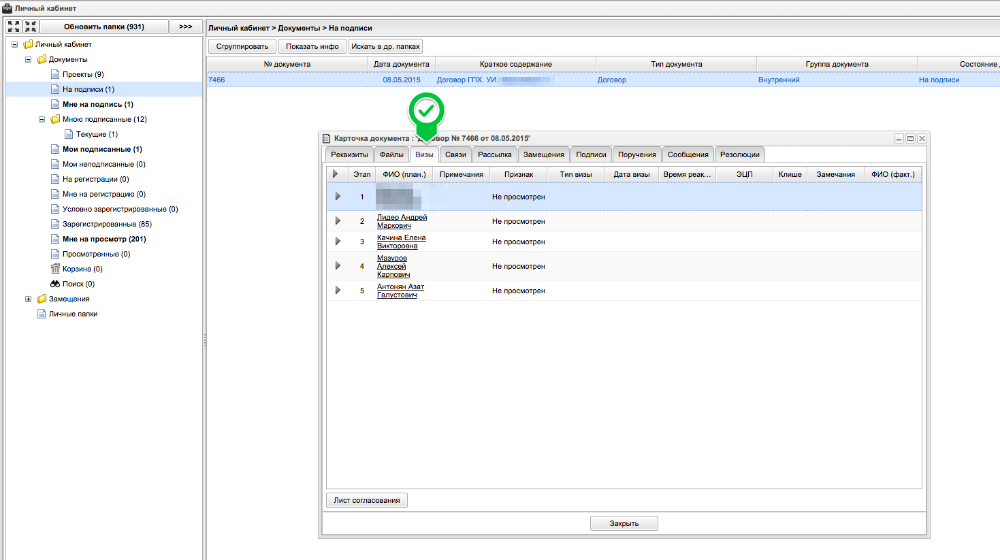 Личный кабинет
Обновить папки (931)
>>>
Личный кабинет
Документы
Проекты (9)
На подписи (1)
Мне на подпись (1)
Мною подписанные (12)
Текущие (1)
Мои подписанные (1)
Мои неподписанные (0)
На регистрации (0)
Мне на регистрацию (0)
Условно зарегистрированные (0)
Зарегистрированные (85)
Мне на просмотр (201)
Просмотренные (0)
Корзина (0)
Поиск (0)
Замещения
Личные папки
Личный кабинет > Документы > На подписи
Сгруппировать Показать инфо Искать в др. папках
№ документа Дата документа Краткое содержание Тип документа Группа документа Состояние
7466 08.05.2015 Договор ГПХ. УИ. Договор Внутренний На подписи
Карточка документа : № 7466 от 08.05.2015'
Реквизиты Файлы Визы Связи Рассылка Замещения Подписи Поручения Сообщения Резолюции
Этап ФИО (план.) Примечания Признак Тип визы Дата визы Время реак... ЭЦП Клише Замечания ФИО (факт.)
1 Не просмотрен
2 Лидер Андрей Не просмотрен
Маркович
3 Качина Елена Не просмотрен
Викторовна
Мазуров
4 Алексей Не просмотрен
Карпович
5 Антонян Азат Не просмотрен
Галустович
Лист согласования
Закрыть